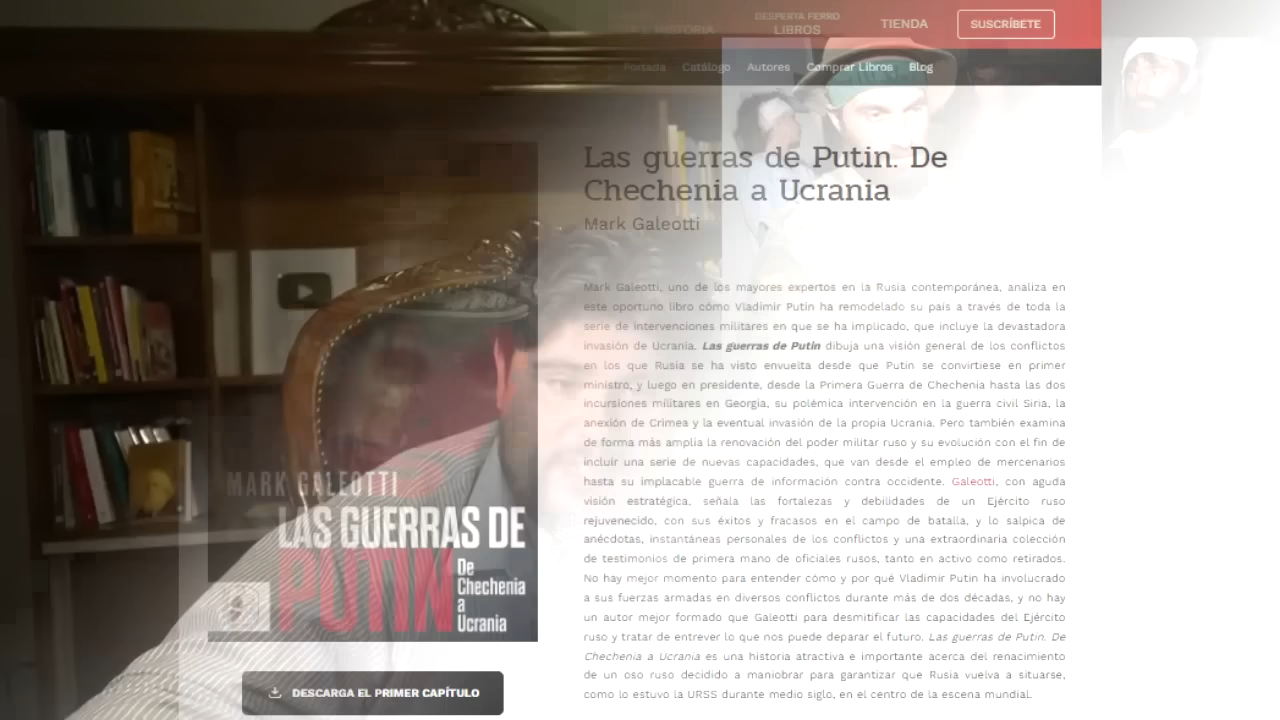 HISTORIA
DESPERTA FERRO
LIBROS
TIENDA
SUSCRÍBETE
Portada Catálogo Autores Comprar Libros Blog
Las guerras de Putin. De
Chechenia a Ucrania
Mark Galeotti
Mark Galeotti, uno de los mayores expertos en la Rusia contemporánea, analiza en
este oportuno libro cómo Vladimir Putin ha remodelado su país a través de toda la
serie de intervenciones militares en que se ha implicado, que incluye la devastadora
invasión de Ucrania. Las guerras de Putin dibuja una visión general de los conflictos
en los que Rusia se ha visto envuelta desde que Putin se convirtiese en primer
ministro, y luego en presidente, desde la Primera Guerra de Chechenia hasta las dos
incursiones militares en Georgia, su polémica intervención en la guerra civil Siria, la
anexión de Crimea y la eventual invasión de la propia Ucrania. Pero también examina
de forma más amplia la renovación del poder militar ruso y su evolución con el fin de
incluir una serie de nuevas capacidades, que van desde el empleo de mercenarios
hasta su implacable guerra de información contra occidente. Galeotti, con aguda
visión estratégica, señala las fortalezas y debilidades de un Ejército ruso
rejuvenecido, con sus éxitos y fracasos en el campo de batalla, y lo salpica de
anécdotas, instantáneas personales de los conflictos y una extraordinaria colección
de testimonios de primera mano de oficiales rusos, tanto en activo como retirados.
No hay mejor momento para entender cómo y por qué Vladimir Putin ha involucrado
a sus fuerzas armadas en diversos conflictos durante más de dos décadas, y no hay
un autor mejor formado que Galeotti para desmitificar las capacidades del Ejército
ruso y tratar de entrever lo que nos puede deparar el futuro. Las guerras de Putin. De
Chechenia a Ucrania es una historia atractiva e importante acerca del renacimiento
de un oso ruso decidido a maniobrar para garantizar que Rusia vuelva a situarse,
como lo estuvo la URSS durante medio siglo, en el centro de la escena mundial.
MARK GALEOTTI
LAS GUERRAS DE
PUTIN
De
Chechenia
a
Ucrania
DESCARGA EL PRIMER CAPÍTULO